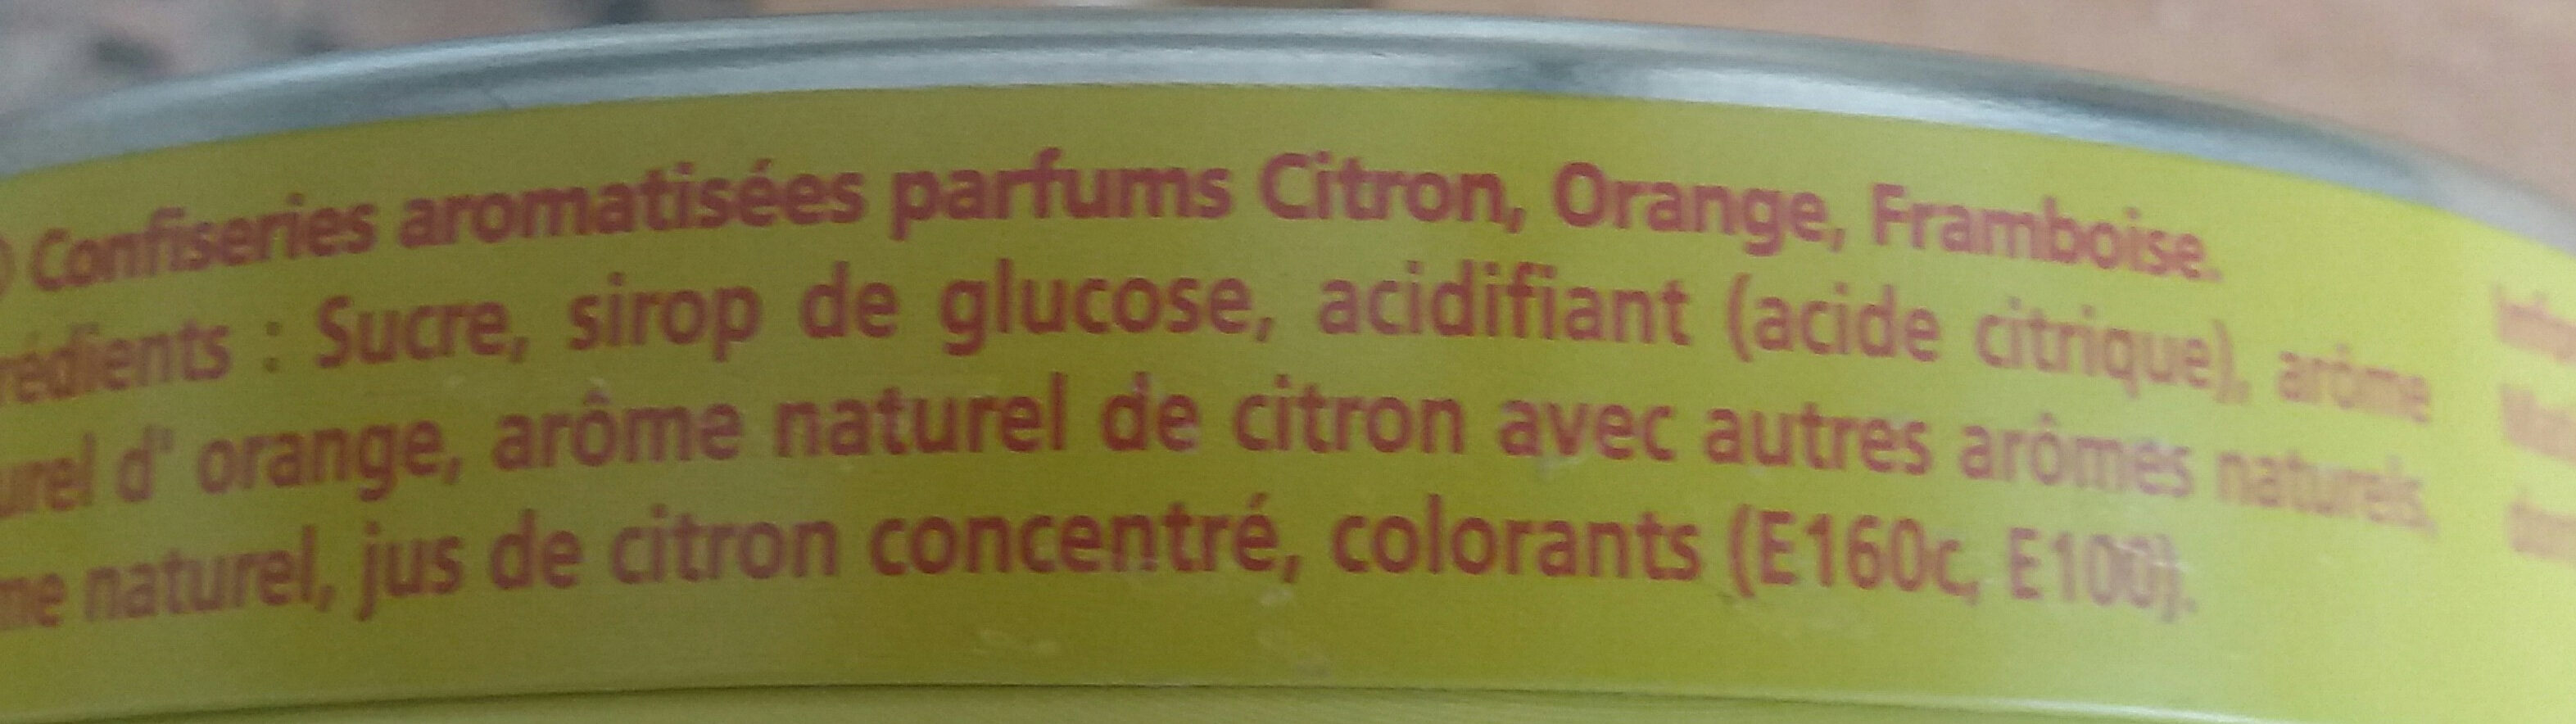 Confiseries aromatisées parfums Citron, Orange, Framboise.
rédients : Sucre, sirop de glucose, acidifiant (acide citrique), arôme
urel d' orange, arôme naturel de citron avec autres arômes naturels,
me naturel, jus de citron concentré, colorants (E160c, E100).